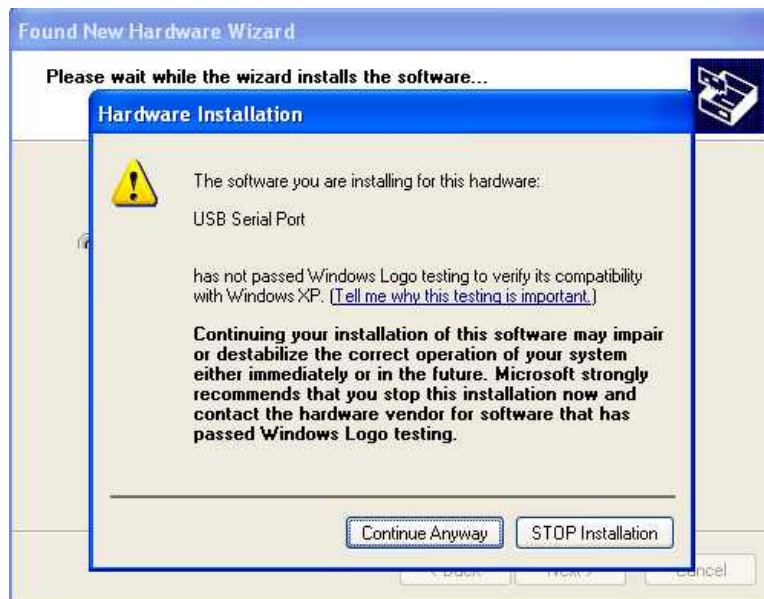 Found New Hardware Wizard
Please wait while the wizard installs the software...
Hardware Installation
The software you are installing for this hardware:
USB Serial Port
has not passed Windows Logo testing to verify its compatibility
with Windows XP. (Tell me why this testing is important.)
Continuing your installation of this software may impair
or destabilize the correct operation of your system
either immediately or in the future. Microsoft strongly
recommends that you stop this installation now and
contact the hardware vendor for software that has
passed Windows Logo testing.
Continue Anyway STOP Installation
< Back Next > Cancel